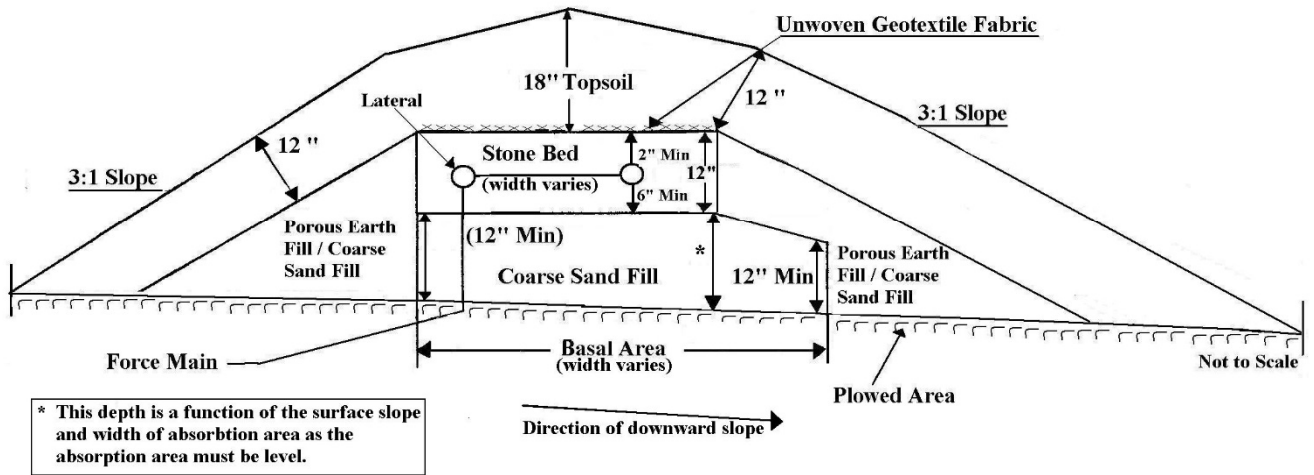 Unwoven Geotextile Fabric
18" Topsoil
Lateral
12 "
12 "
3:1 Slope
3:1 Slope
Stone Bed
(width varies)
2" Min
12"
6" Min
Porous Earth
Fill / Coarse
Sand Fill
(12" Min)
*
Coarse Sand Fill
12" Min
Porous Earth
Fill / Coarse
Sand Fill
Force Main
Basal Area
(width varies)
Plowed Area
Not to Scale
* This depth is a function of the surface slope
and width of absorbtion area as the
absorption area must be level.
Direction of downward slope